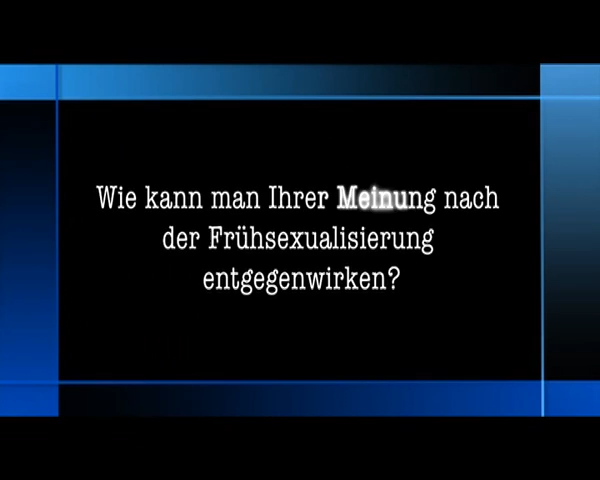 Wie kann man Ihrer Meinung nach
der Frühsexualisierung
entgegenwirken?